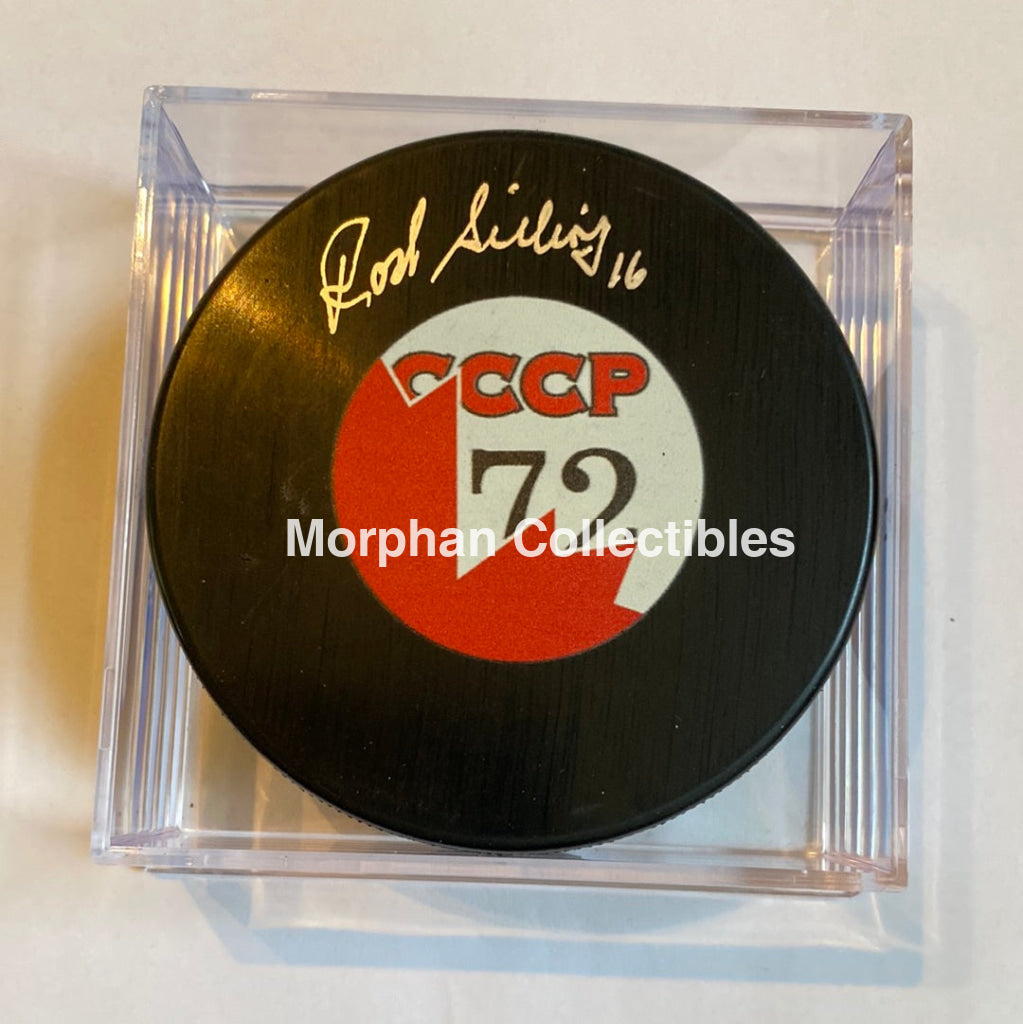 Rod Seiling 16
CCCP
72
Morphan Collectibles